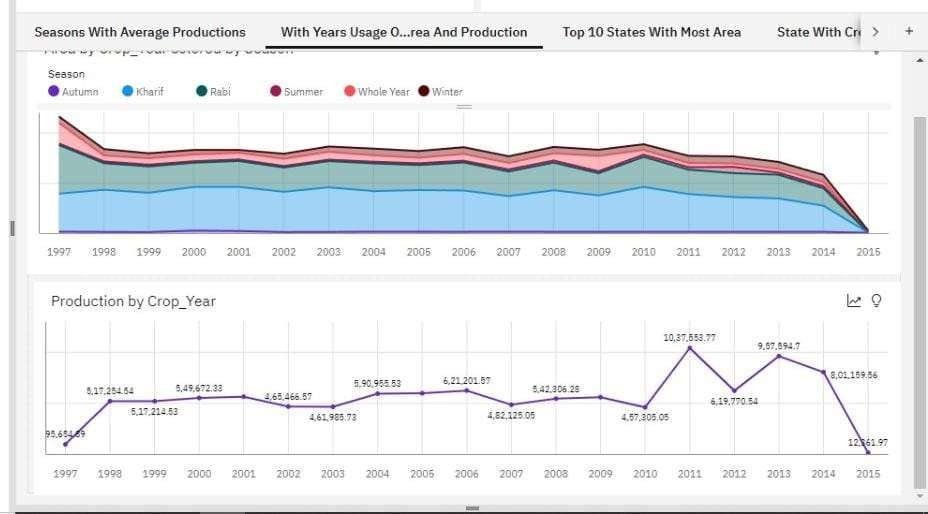 Seasons With Average Productions With Years Usage O...rea And Production Top 10 States With Most Area State With Cr
Season
Autumn Kharif Rabi Summer Whole Year Winter
1997 1998 1999 2000 2001 2002 2003 2004 2005 2006 2007 2008 2009 2010 2011 2012 2013 2014 2015
Production by Crop_Year
10,37,553.77
9,57,594.7
8,01,159.56
5,17,254.54 5,49,672.33 4,65,466.57 5,90,955.53 6,21,201.57 5,42,306.28
5,17,214.53 4,61,985.73 4,82,125.05 4,57,305.05 6,19,770.54
1997 1998 1999 2000 2001 2002 2003 2004 2005 2006 2007 2008 2009 2010 2011 2012 2013 2014 2015